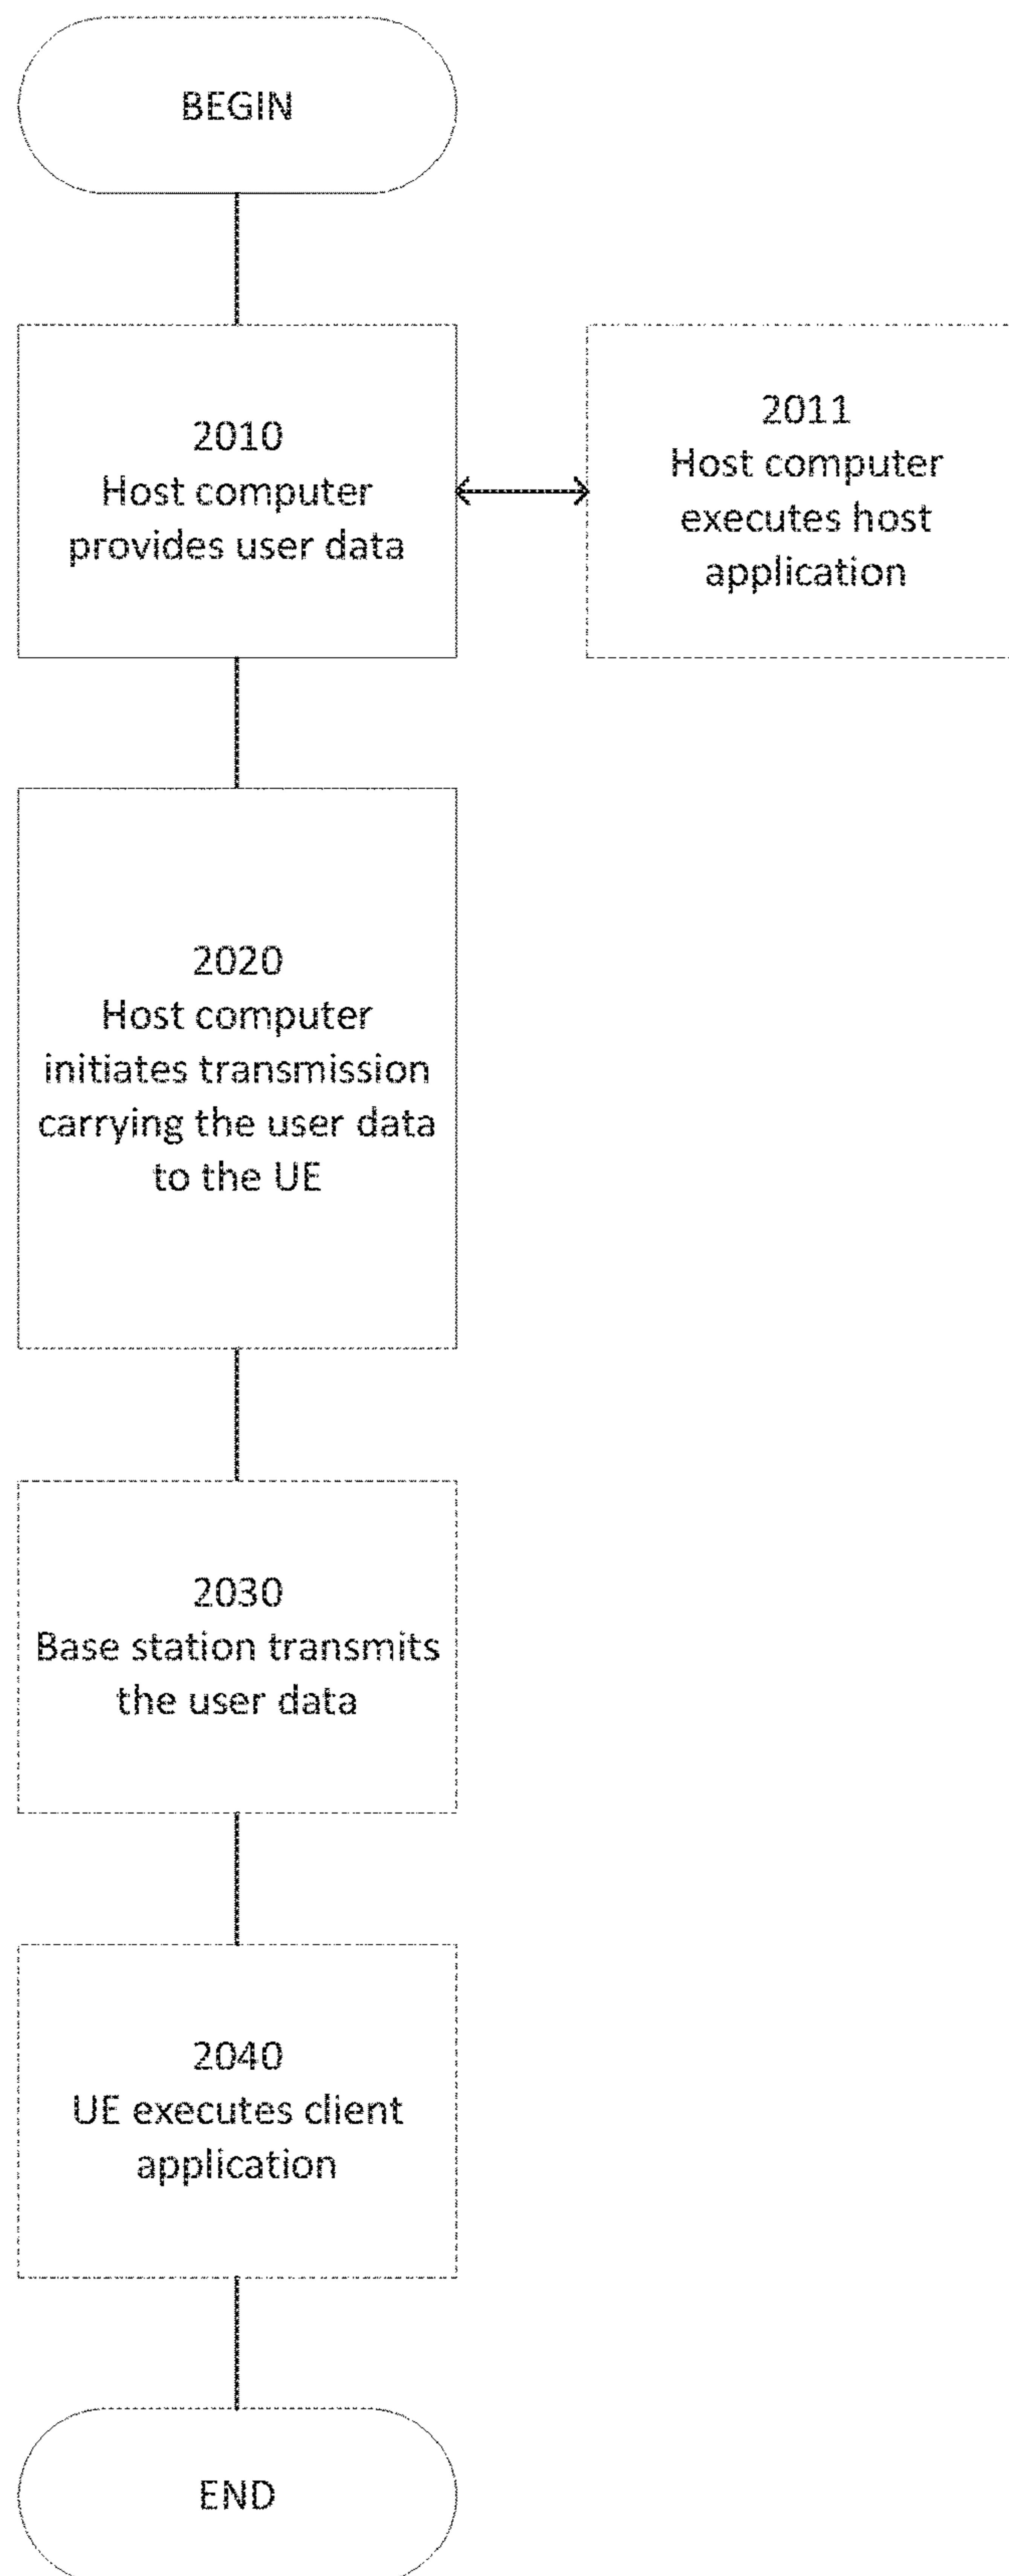 BEGIN
2010
Host computer
provides user data
2011
Host computer
executes host
application
2020
Host computer
initiates transmission
carrying the user data
to the UE
2030
Base station transmits
the user data
2040
UE executes client
application
END